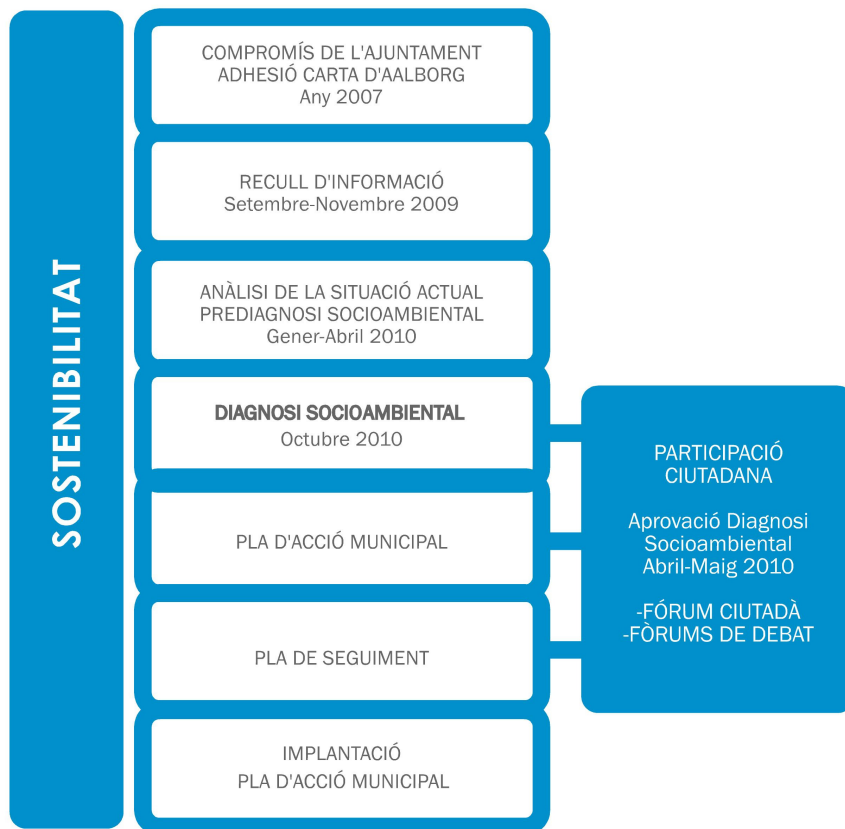 SOSTENIBILITAT
COMPROMÍS DE L'AJUNTAMENT
ADHESIÓ CARTA D'AALBORG
Any 2007
RECULL D'INFORMACIÓ
Setembre-Novembre 2009
ANÀLISI DE LA SITUACIÓ ACTUAL
PREDIAGNOSI SOCIOAMBIENTAL
Gener-Abril 2010
DIAGNOSI SOCIOAMBIENTAL
Octubre 2010
PLA D'ACCIÓ MUNICIPAL
PLA DE SEGUIMENT
IMPLANTACIÓ
PLA D'ACCIÓ MUNICIPAL
PARTICIPACIÓ
CIUTADANA
Aprovació Diagnosi
Socioambiental
Abril-Maig 2010
-FÓRUM CIUTADÀ
-FÒRUMS DE DEBAT